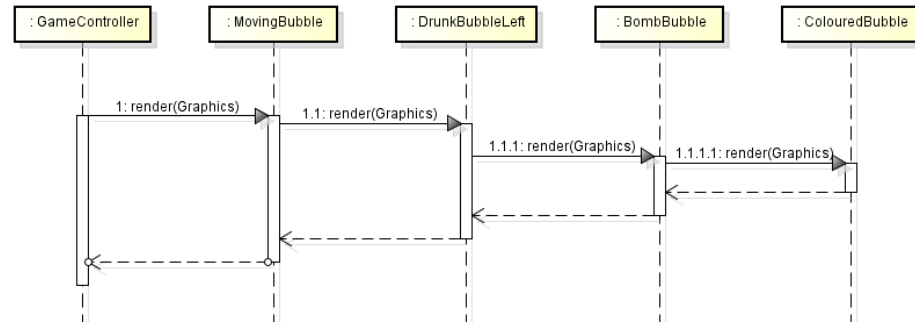 : GameController
: MovingBubble
: DrunkBubbleLeft
: BombBubble
: ColouredBubble
1: render(Graphics)
1.1: render(Graphics)
1.1.1: render(Graphics)
1.1.1.1: render(Graphics)